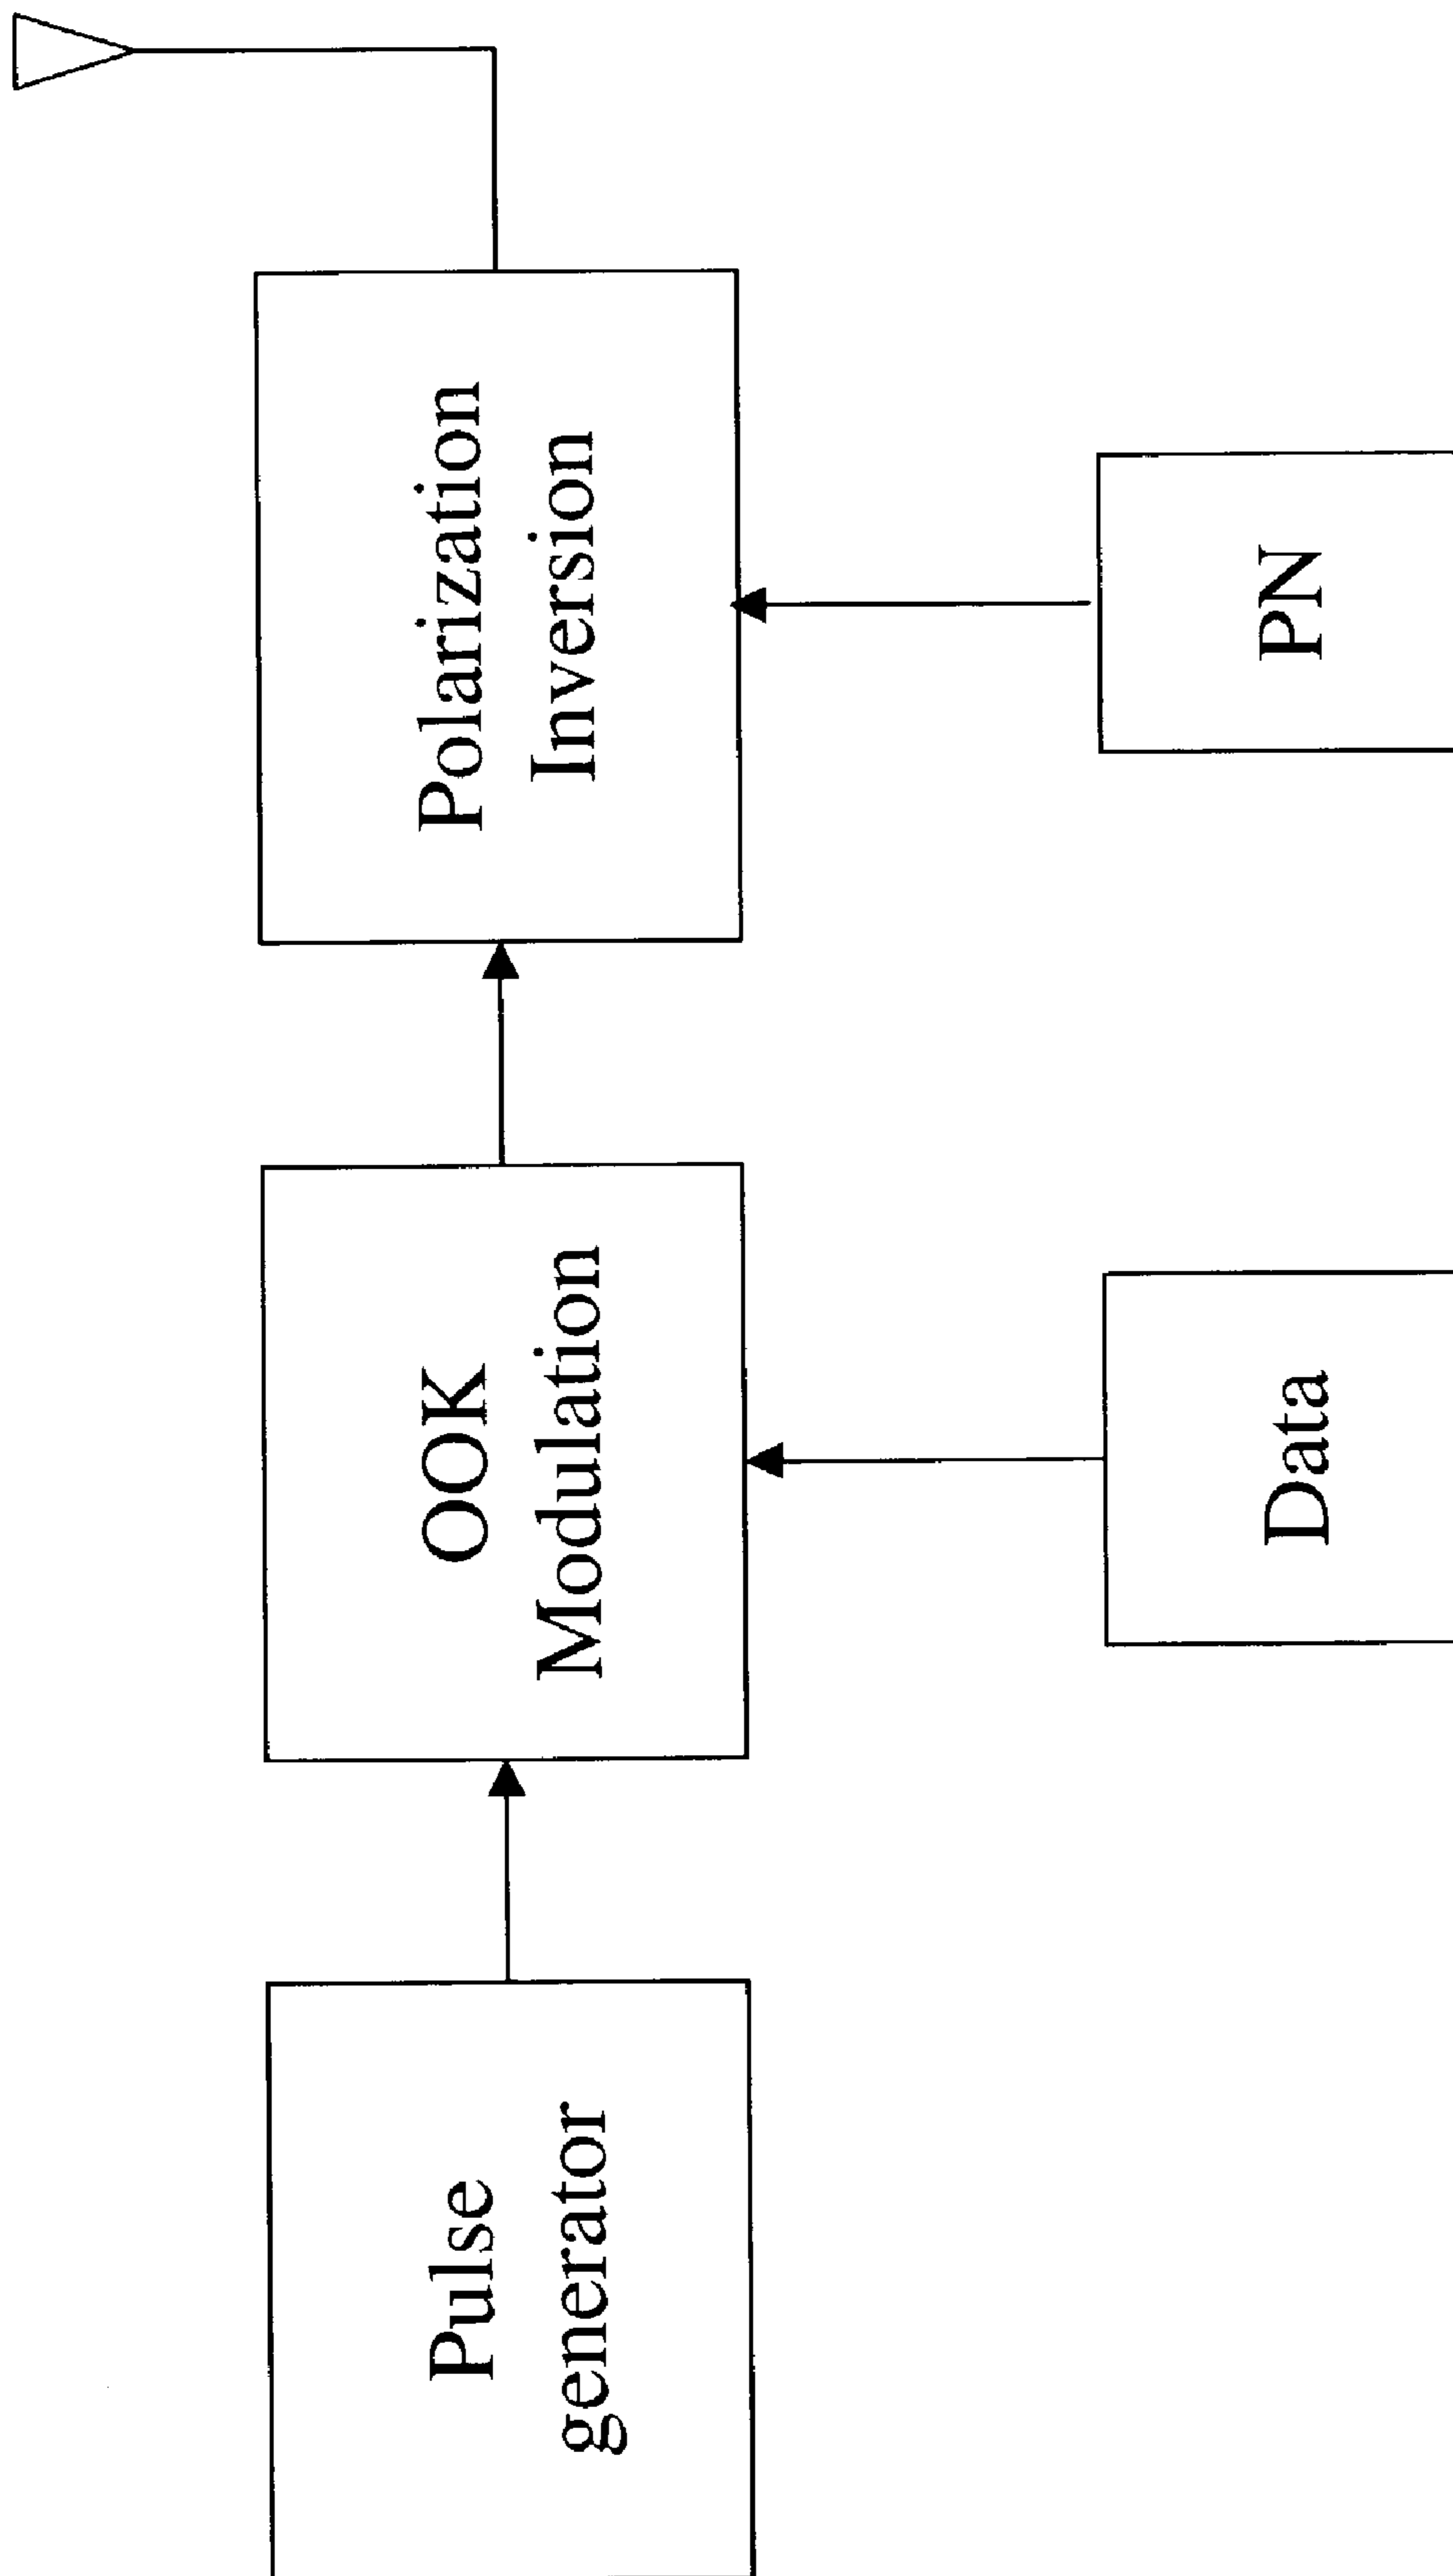 Pulse
generator
OOK
Modulation
Polarization
Inversion
Data
PN